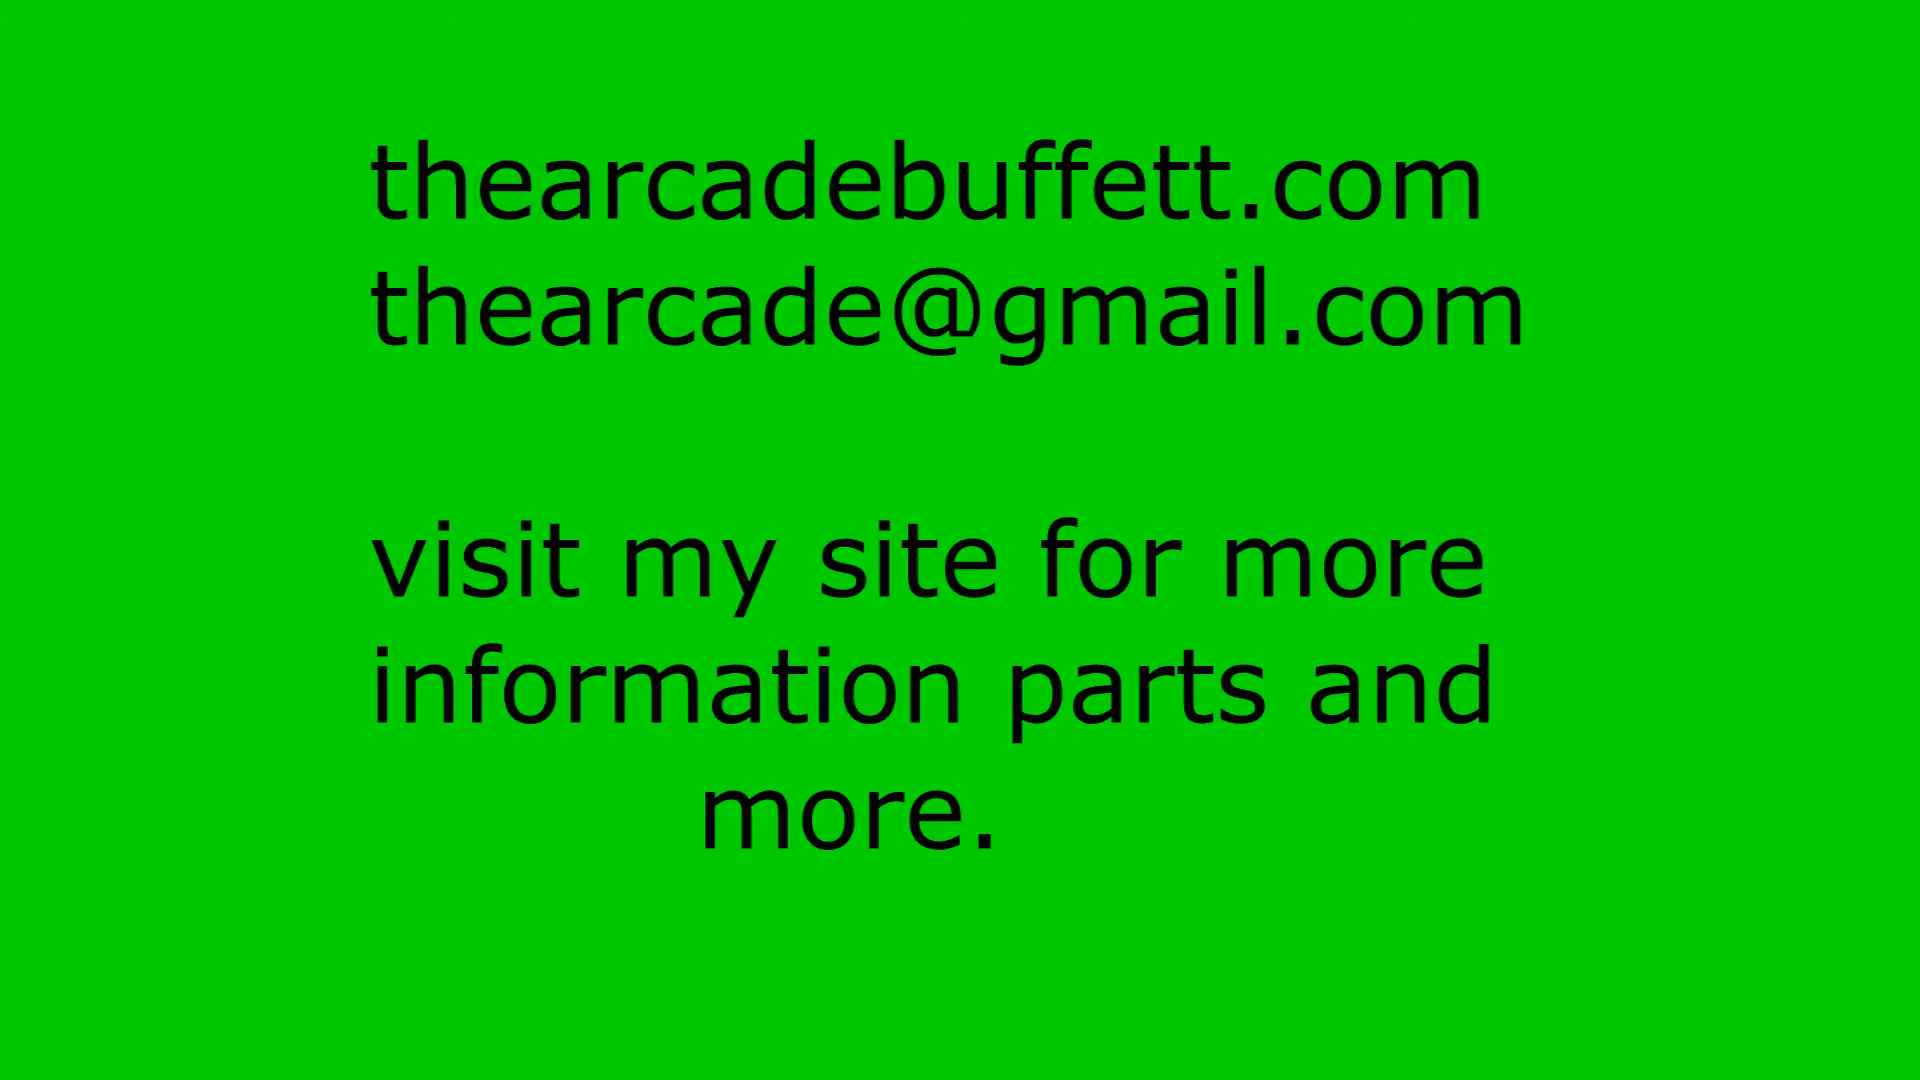 thearcadebuffett.com
thearcade@gmail.com
visit my site for more
information parts and
more.